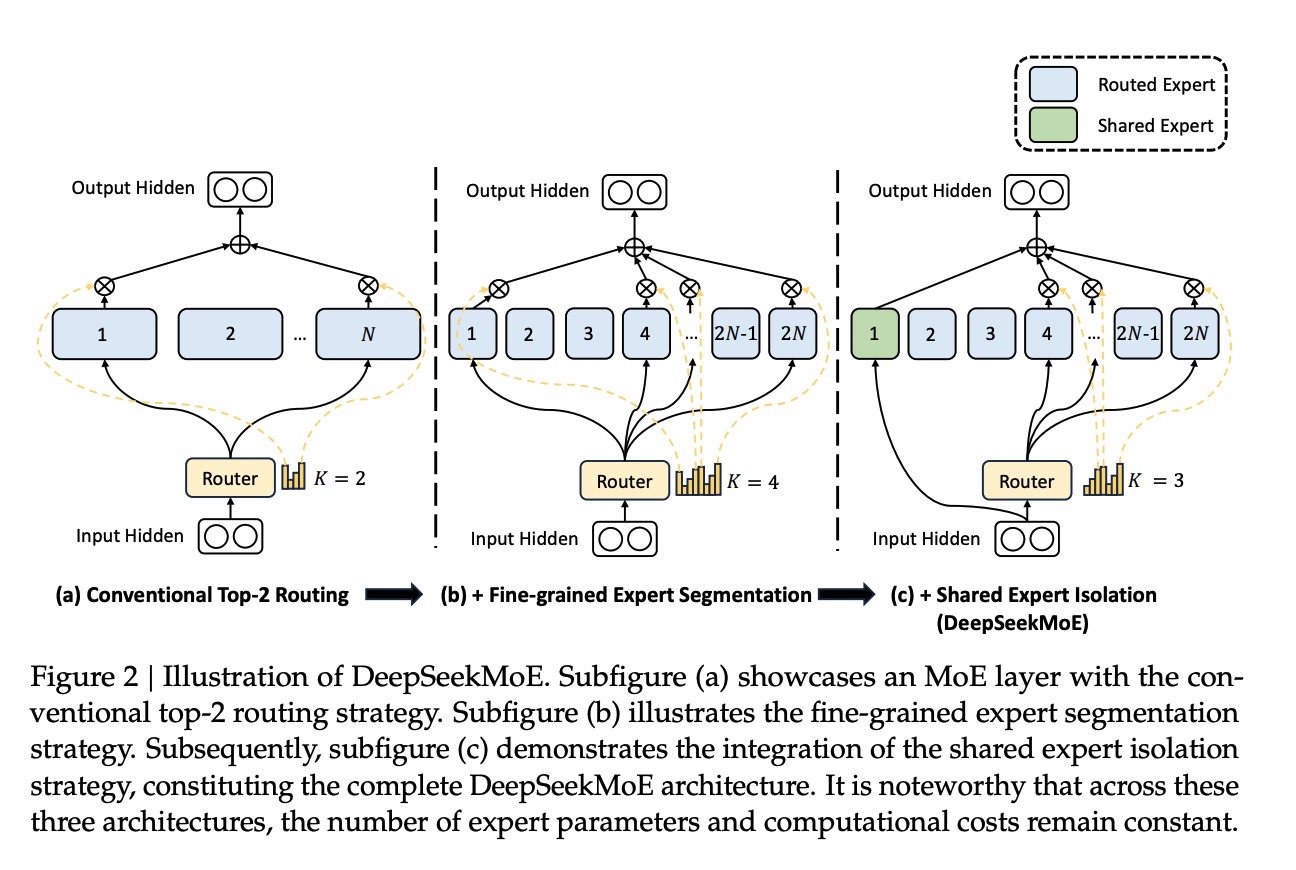 Routed Expert
Shared Expert
Output Hidden
1
2
...
N
Router
K = 2
Input Hidden
Output Hidden
1
2
3
4
...
2N-1
2N
Router
K = 4
Input Hidden
Output Hidden
1
2
3
4
...
2N-1
2N
Router
K = 3
Input Hidden
(a) Conventional Top-2 Routing
(b) + Fine-grained Expert Segmentation
(c) + Shared Expert Isolation
(DeepSeekMoE)
Figure 2 | Illustration of DeepSeekMoE. Subfigure (a) showcases an MoE layer with the con-
ventional top-2 routing strategy. Subfigure (b) illustrates the fine-grained expert segmentation
strategy. Subsequently, subfigure (c) demonstrates the integration of the shared expert isolation
strategy, constituting the complete DeepSeekMoE architecture. It is noteworthy that across these
three architectures, the number of expert parameters and computational costs remain constant.